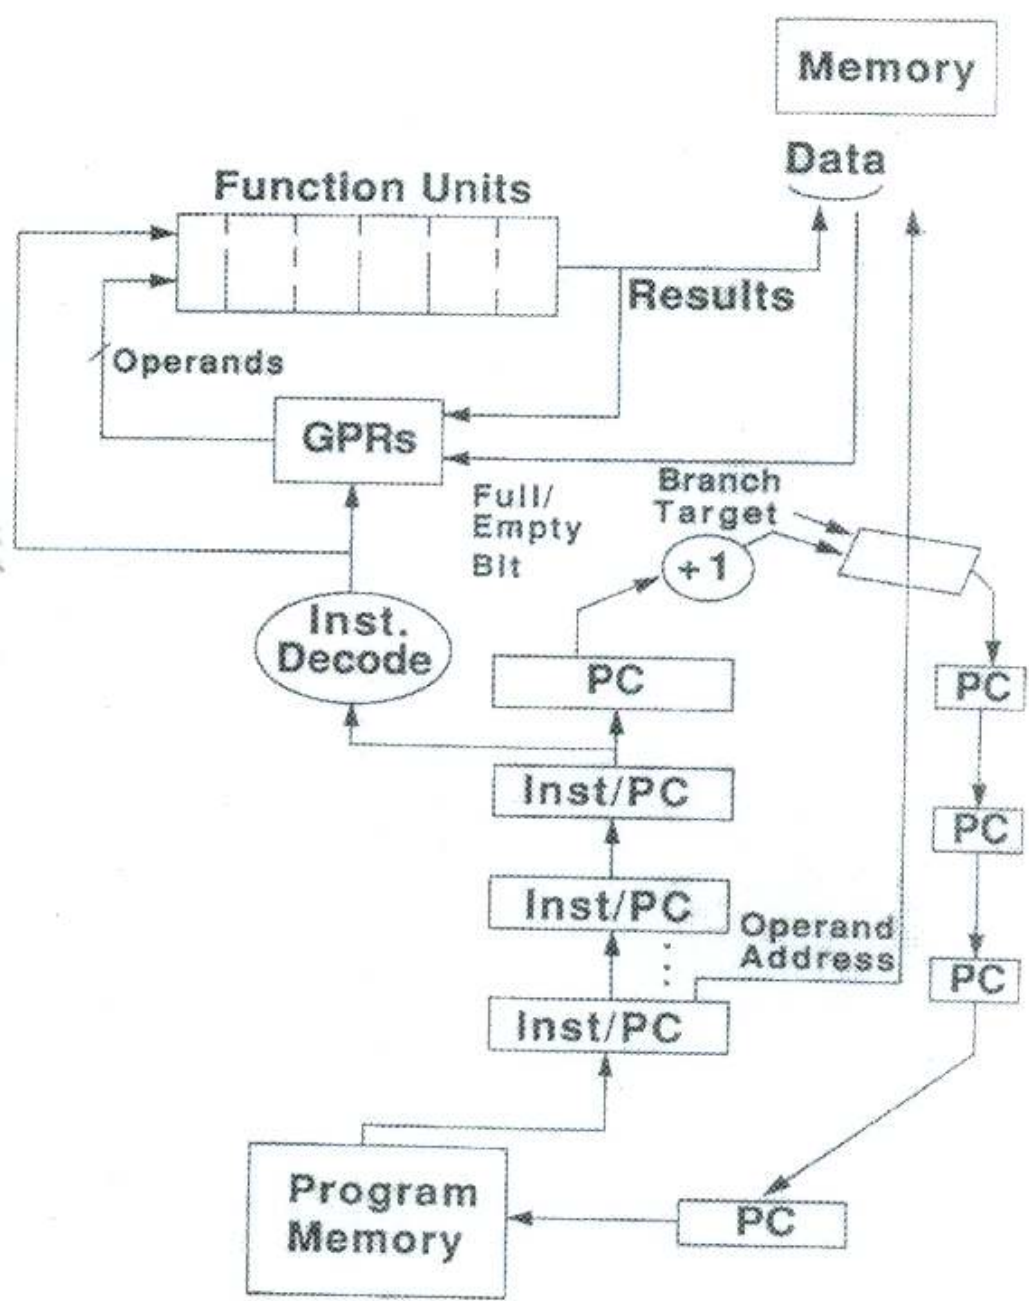 Memory
Data
Function Units
Results
Operands
GPRs
Full/
Empty
Bit
Branch
Target
+ 1
Inst.
Decode
PC
PC
Inst/PC
PC
Inst/PC
Operand
Address
PC
Inst/PC
Program
Memory
PC